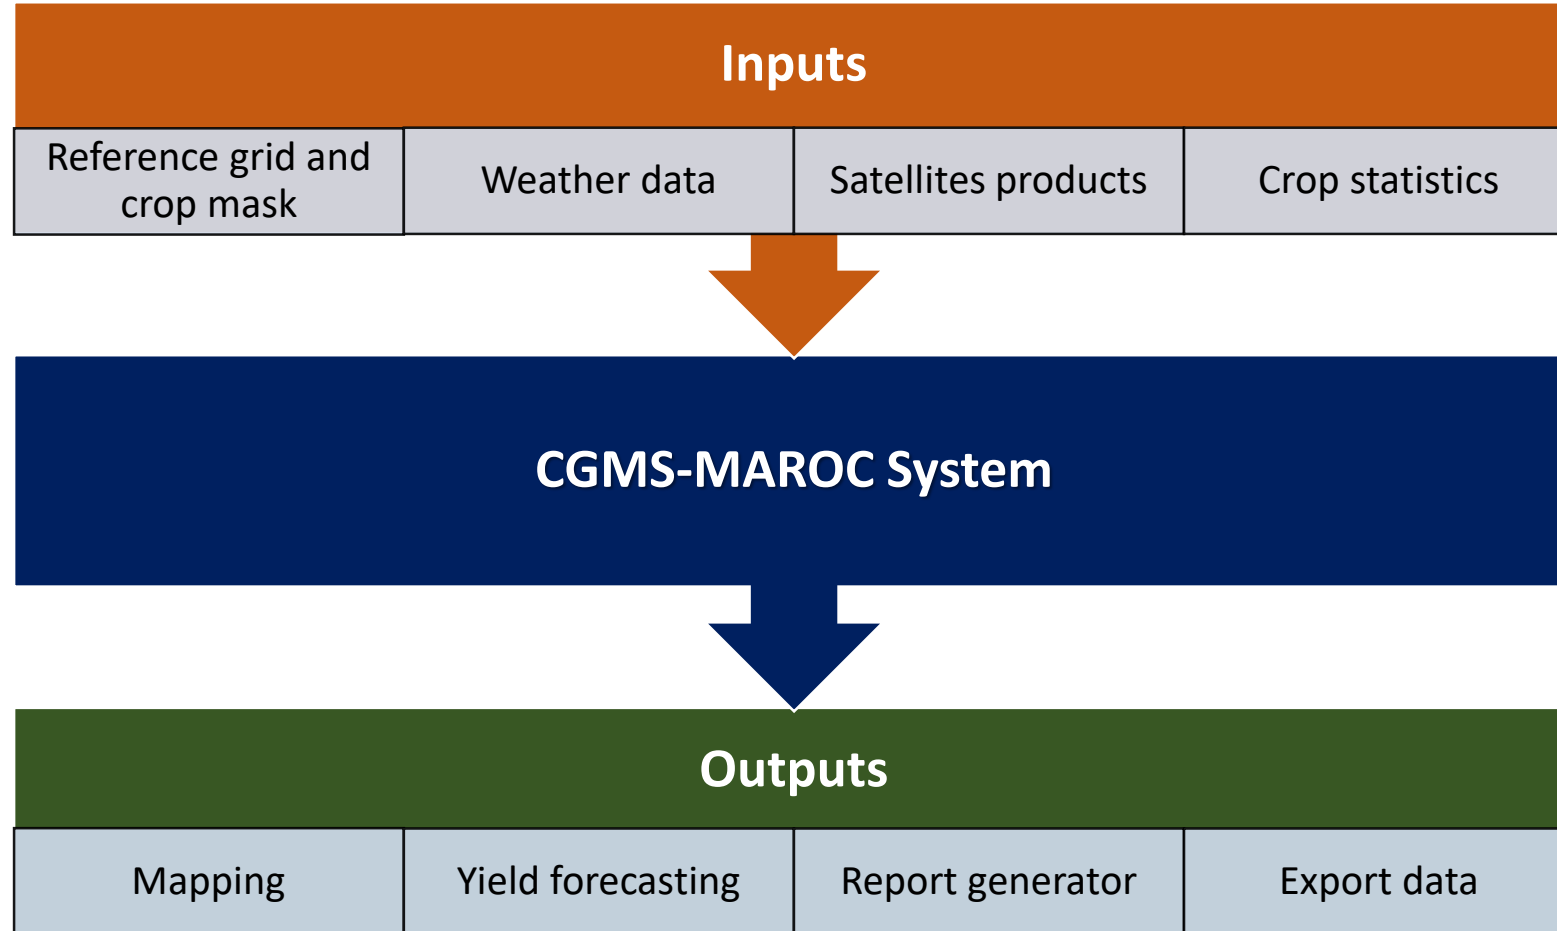 Inputs
Reference grid and
crop mask
Weather data
Satellites products
Crop statistics
CGMS-MAROC System
Outputs
Mapping
Yield forecasting
Report generator
Export data